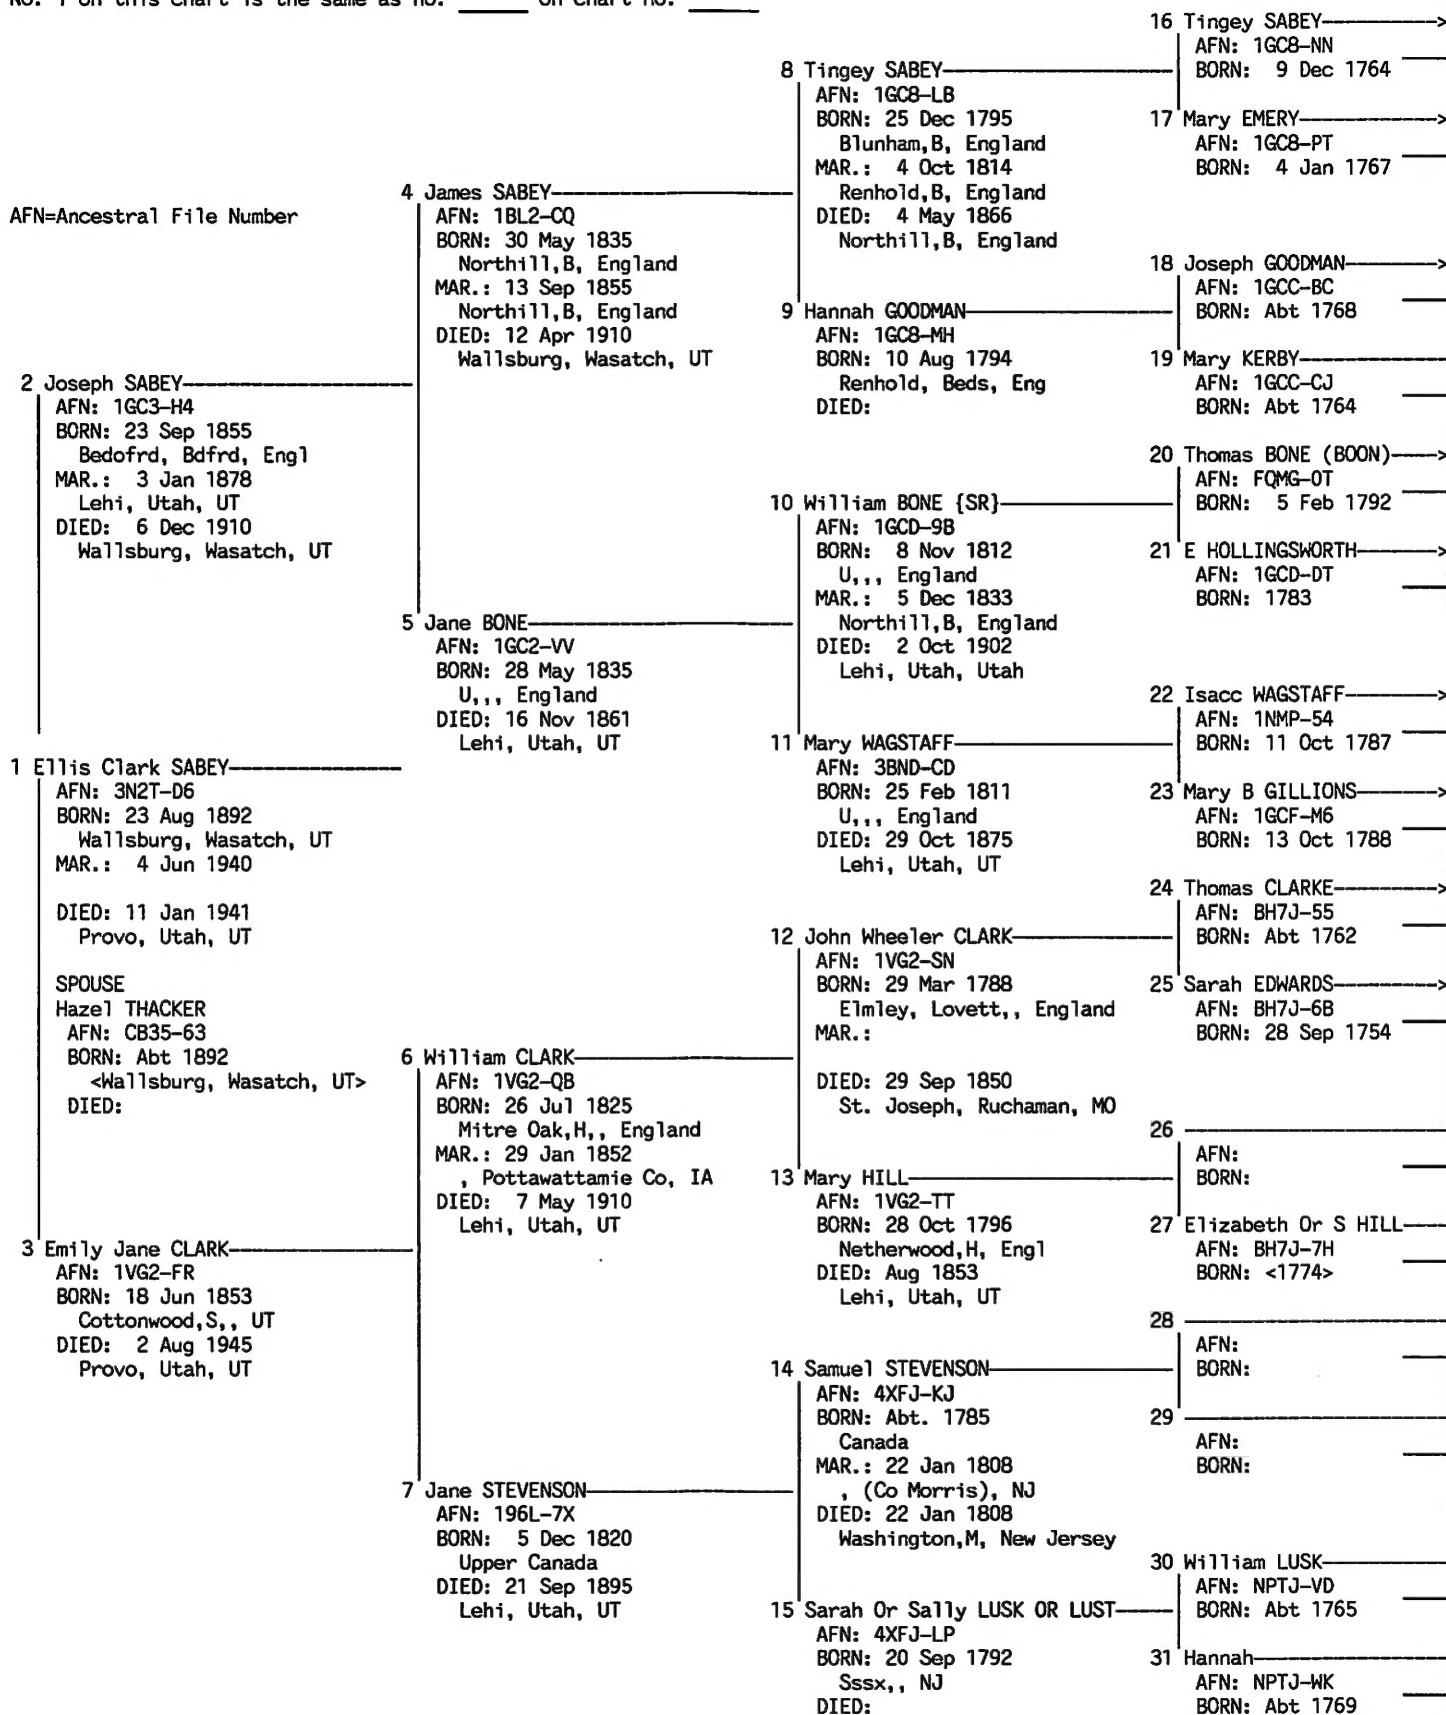 No. 1 on this chart is the same as no. _____ on chart no. _____
AFN=Ancestral File Number
1 Ellis Clark SABEY
AFN: 3N2T-D6
BORN: 23 Aug 1892
Wallsburg, Wasatch, UT
MAR.: 4 Jun 1940
DIED: 11 Jan 1941
Provo, Utah, UT
SPOUSE
Hazel THACKER
AFN: CB35-63
BORN: Abt 1892
<Wallsburg, Wasatch, UT>
DIED:
2 Joseph SABEY
AFN: 1GC3-H4
BORN: 23 Sep 1855
Bedofrd, Bdfrd, Engl
MAR.: 3 Jan 1878
Lehi, Utah, UT
DIED: 6 Dec 1910
Wallsburg, Wasatch, UT
3 Emily Jane CLARK
AFN: 1VG2-FR
BORN: 18 Jun 1853
Cottonwood,S,, UT
DIED: 2 Aug 1945
Provo, Utah, UT
4 James SABEY
AFN: 1BL2-CQ
BORN: 30 May 1835
Northill,B, England
MAR.: 13 Sep 1855
Northill,B, England
DIED: 12 Apr 1910
Wallsburg, Wasatch, UT
5 Jane BONE
AFN: 1GC2-VV
BORN: 28 May 1835
U,,, England
DIED: 16 Nov 1861
Lehi, Utah, UT
6 William CLARK
AFN: 1VG2-QB
BORN: 26 Jul 1825
Mitre Oak,H,, England
MAR.: 29 Jan 1852
, Pottawattamie Co, IA
DIED: 7 May 1910
Lehi, Utah, UT
7 Jane STEVENSON
AFN: 196L-7X
BORN: 5 Dec 1820
Upper Canada
DIED: 21 Sep 1895
Lehi, Utah, UT
8 Tingey SABEY
AFN: 1GC8-LB
BORN: 25 Dec 1795
Blunham,B, England
MAR.: 4 Oct 1814
Renhold,B, England
DIED: 4 May 1866
Northill,B, England
9 Hannah GOODMAN
AFN: 1GC8-MH
BORN: 10 Aug 1794
Renhold, Beds, Eng
DIED:
10 William BONE {SR}
AFN: 1GCD-9B
BORN: 8 Nov 1812
U,,, England
MAR.: 5 Dec 1833
Northill,B, England
DIED: 2 Oct 1902
Lehi, Utah, Utah
11 Mary WAGSTAFF
AFN: 3BND-CD
BORN: 25 Feb 1811
U,,, England
DIED: 29 Oct 1875
Lehi, Utah, UT
12 John Wheeler CLARK
AFN: 1VG2-SN
BORN: 29 Mar 1788
Elmley, Lovett,, England
MAR.:
DIED: 29 Sep 1850
St. Joseph, Ruchaman, MO
13 Mary HILL
AFN: 1VG2-TT
BORN: 28 Oct 1796
Netherwood,H, Engl
DIED: Aug 1853
Lehi, Utah, UT
14 Samuel STEVENSON
AFN: 4XFJ-KJ
BORN: Abt. 1785
Canada
MAR.: 22 Jan 1808
, (Co Morris), NJ
DIED: 22 Jan 1808
Washington,M, New Jersey
15 Sarah Or Sally LUSK OR LUST
AFN: 4XFJ-LP
BORN: 20 Sep 1792
Sssx,, NJ
DIED:
16 Tingey SABEY
AFN: 1GC8-NN
BORN: 9 Dec 1764
17 Mary EMERY
AFN: 1GC8-PT
BORN: 4 Jan 1767
18 Joseph GOODMAN
AFN: 1GCC-BC
BORN: Abt 1768
19 Mary KERBY
AFN: 1GCC-CJ
BORN: Abt 1764
20 Thomas BONE (BOON)
AFN: FQMG-OT
BORN: 5 Feb 1792
21 E HOLLINGSWORTH
AFN: 1GCD-DT
BORN: 1783
22 Isacc WAGSTAFF
AFN: 1NMP-54
BORN: 11 Oct 1787
23 Mary B GILLIONS
AFN: 1GCF-M6
BORN: 13 Oct 1788
24 Thomas CLARKE
AFN: BH7J-55
BORN: Abt 1762
25 Sarah EDWARDS
AFN: BH7J-6B
BORN: 28 Sep 1754
26
AFN:
BORN:
27 Elizabeth Or S HILL
AFN: BH7J-7H
BORN: <1774>
28
AFN:
BORN:
29
AFN:
BORN:
30 William LUSK
AFN: NPTJ-VD
BORN: Abt 1765
31 Hannah
AFN: NPTJ-WK
BORN: Abt 1769